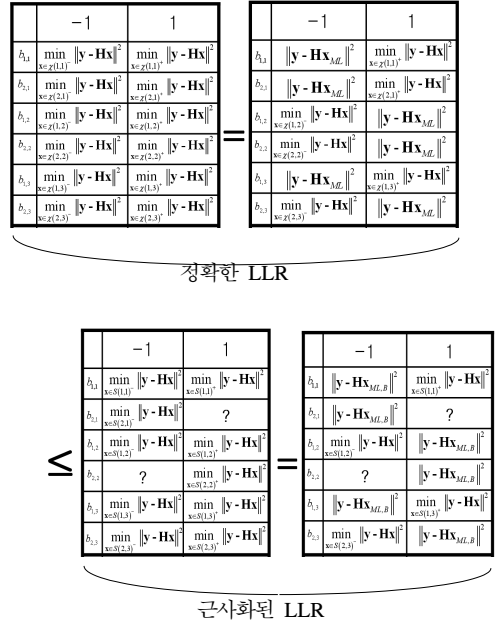 −1 1 −1 1
b₁,₁ min x∈χ(1,1)⁻ ‖y - Hx‖² min x∈χ(1,1)⁺ ‖y - Hx‖² b₁,₁ ‖y - Hx_ML‖² min x∈χ(1,1)⁺ ‖y - Hx‖²
b₂,₁ min x∈χ(2,1)⁻ ‖y - Hx‖² min x∈χ(2,1)⁺ ‖y - Hx‖² b₂,₁ ‖y - Hx_ML‖² min x∈χ(2,1)⁺ ‖y - Hx‖²
b₁,₂ min x∈χ(1,2)⁻ ‖y - Hx‖² min x∈χ(1,2)⁺ ‖y - Hx‖² = b₁,₂ min x∈χ(1,2)⁻ ‖y - Hx‖² ‖y - Hx_ML‖²
b₂,₂ min x∈χ(2,2)⁻ ‖y - Hx‖² min x∈χ(2,2)⁺ ‖y - Hx‖² b₂,₂ min x∈χ(2,2)⁻ ‖y - Hx‖² ‖y - Hx_ML‖²
b₁,₃ min x∈χ(1,3)⁻ ‖y - Hx‖² min x∈χ(1,3)⁺ ‖y - Hx‖² b₁,₃ ‖y - Hx_ML‖² min x∈χ(1,3)⁺ ‖y - Hx‖²
b₂,₃ min x∈χ(2,3)⁻ ‖y - Hx‖² min x∈χ(2,3)⁺ ‖y - Hx‖² b₂,₃ min x∈χ(2,3)⁻ ‖y - Hx‖² ‖y - Hx_ML‖²
정확한 LLR
−1 1 −1 1
b₁,₁ min x∈S(1,1)⁻ ‖y - Hx‖² min x∈S(1,1)⁺ ‖y - Hx‖² b₁,₁ ‖y - Hx_ML,B‖² min x∈S(1,1)⁺ ‖y - Hx‖²
b₂,₁ min x∈S(2,1)⁻ ‖y - Hx‖² ? b₂,₁ ‖y - Hx_ML,B‖² ?
≤ b₁,₂ min x∈S(1,2)⁻ ‖y - Hx‖² min x∈S(1,2)⁺ ‖y - Hx‖² = b₁,₂ min x∈S(1,2)⁻ ‖y - Hx‖² ‖y - Hx_ML,B‖²
b₂,₂ ? min x∈S(2,2)⁺ ‖y - Hx‖² b₂,₂ ? ‖y - Hx_ML,B‖²
b₁,₃ min x∈S(1,3)⁻ ‖y - Hx‖² min x∈S(1,3)⁺ ‖y - Hx‖² b₁,₃ ‖y - Hx_ML,B‖² min x∈S(1,3)⁺ ‖y - Hx‖²
b₂,₃ min x∈S(2,3)⁻ ‖y - Hx‖² min x∈S(2,3)⁺ ‖y - Hx‖² b₂,₃ min x∈S(2,3)⁻ ‖y - Hx‖² ‖y - Hx_ML,B‖²
근사화된 LLR